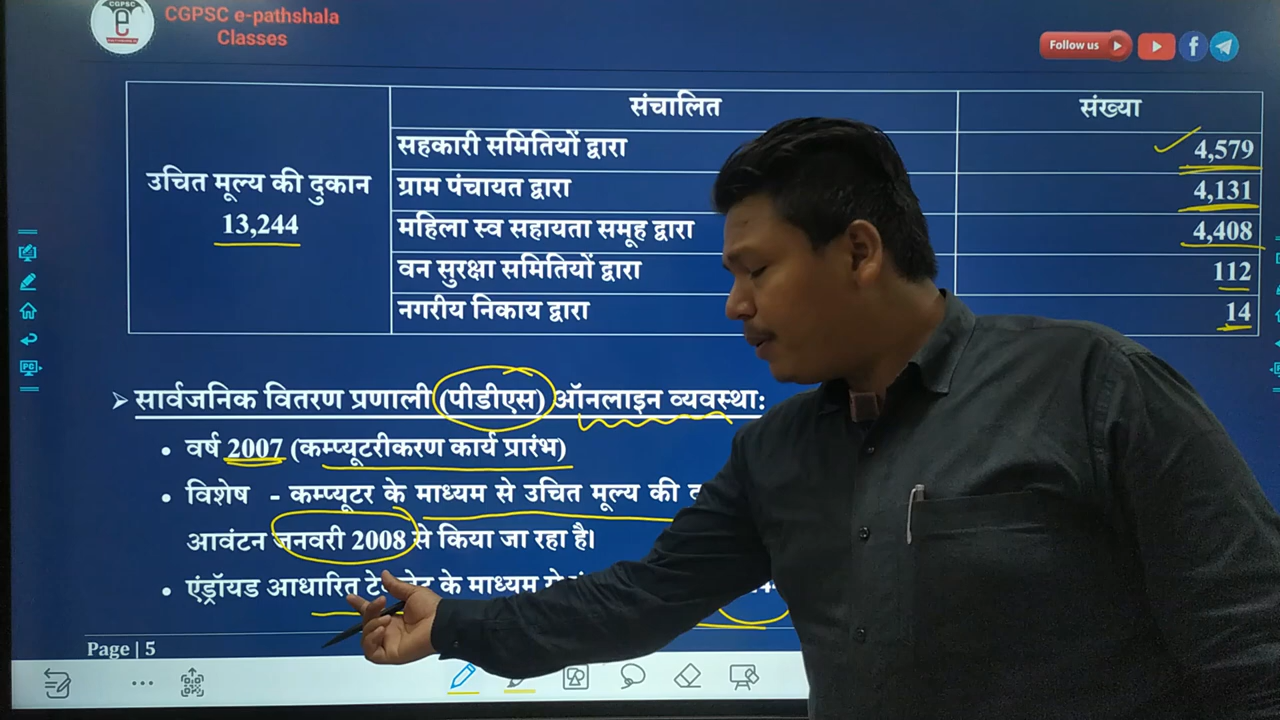 CGPSC
CGPSC e-pathshala
Classes
Follow us
संचालित संख्या
उचित मूल्य की दुकान
13,244
सहकारी समितियों द्वारा 4,579
ग्राम पंचायत द्वारा 4,131
महिला स्व सहायता समूह द्वारा 4,408
वन सुरक्षा समितियों द्वारा 112
नगरीय निकाय द्वारा 14
➢ सार्वजनिक वितरण प्रणाली (पीडीएस) ऑनलाइन व्यवस्था:
• वर्ष 2007 (कम्प्यूटरीकरण कार्य प्रारंभ)
• विशेष - कम्प्यूटर के माध्यम से उचित मूल्य की
आवंटन जनवरी 2008 से किया जा रहा है।
• एंड्रॉयड आधारित के माध्यम
Page | 5
PC